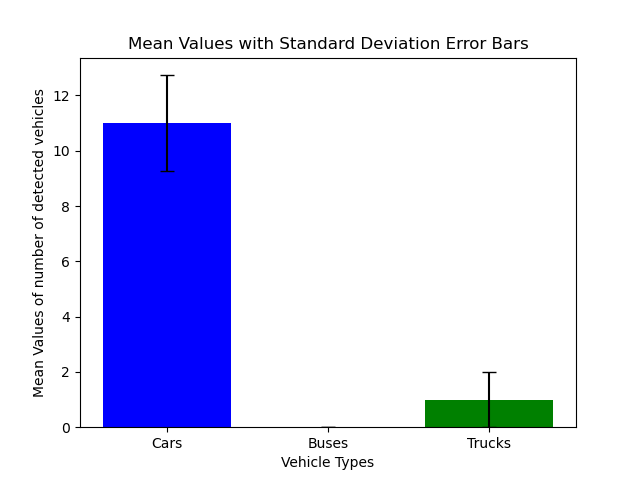 Mean Values with Standard Deviation Error Bars
Mean Values of number of detected vehicles
12
10
8
6
4
2
0
Cars Buses Trucks
Vehicle Types